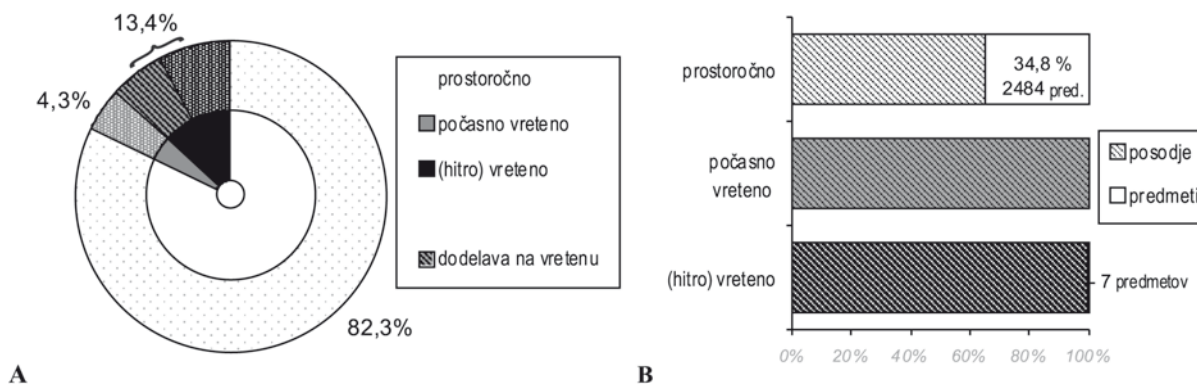 13,4%
4,3%
82,3%
prostoročno
počasno vreteno
(hitro) vreteno
dodelava na vretenu
A
prostoročno
34,8 %
2484 pred.
počasno
vreteno
(hitro) vreteno
7 predmetov
posodje
predmeti
0% 20% 40% 60% 80% 100%
B